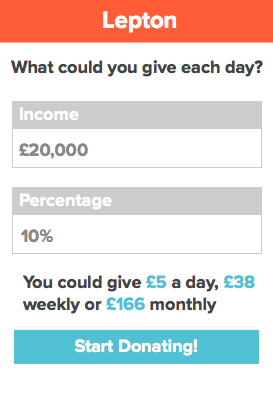 Lepton
What could you give each day?
Income
£20,000
Percentage
10%
You could give £5 a day, £38
weekly or £166 monthly
Start Donating!